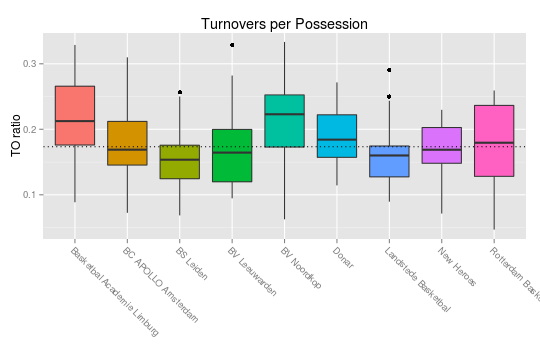 Turnovers per Possession
TO ratio
0.3
0.2
0.1
Basketbal Academie Limburg
BC APOLLO Amsterdam
BS Leiden
BV Leeuwarden
BV Noordkop
Donar
Landstede Basketbal
New Heroes
Rotterdam